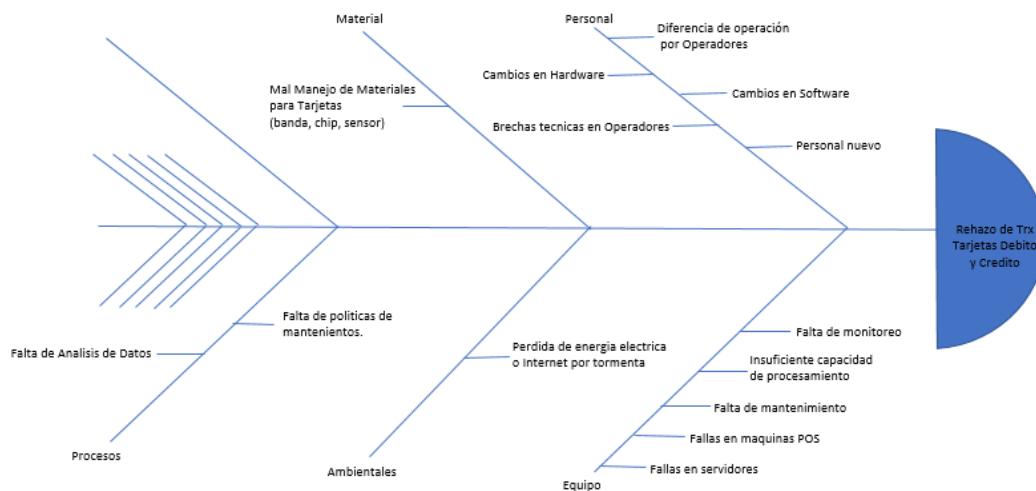 Material
Personal
Diferencia de operación
por Operadores
Cambios en Hardware
Mal Manejo de Materiales
para Tarjetas
(banda, chip, sensor)
Cambios en Software
Brechas tecnicas en Operadores
Personal nuevo
Rehazo de Trx
Tarjetas Debito
y Credito
Falta de politicas de
mantenientos.
Falta de Analisis de Datos
Procesos
Perdida de energia electrica
o Internet por tormenta
Ambientales
Falta de monitoreo
Insuficiente capacidad
de procesamiento
Falta de mantenimiento
Fallas en maquinas POS
Fallas en servidores
Equipo